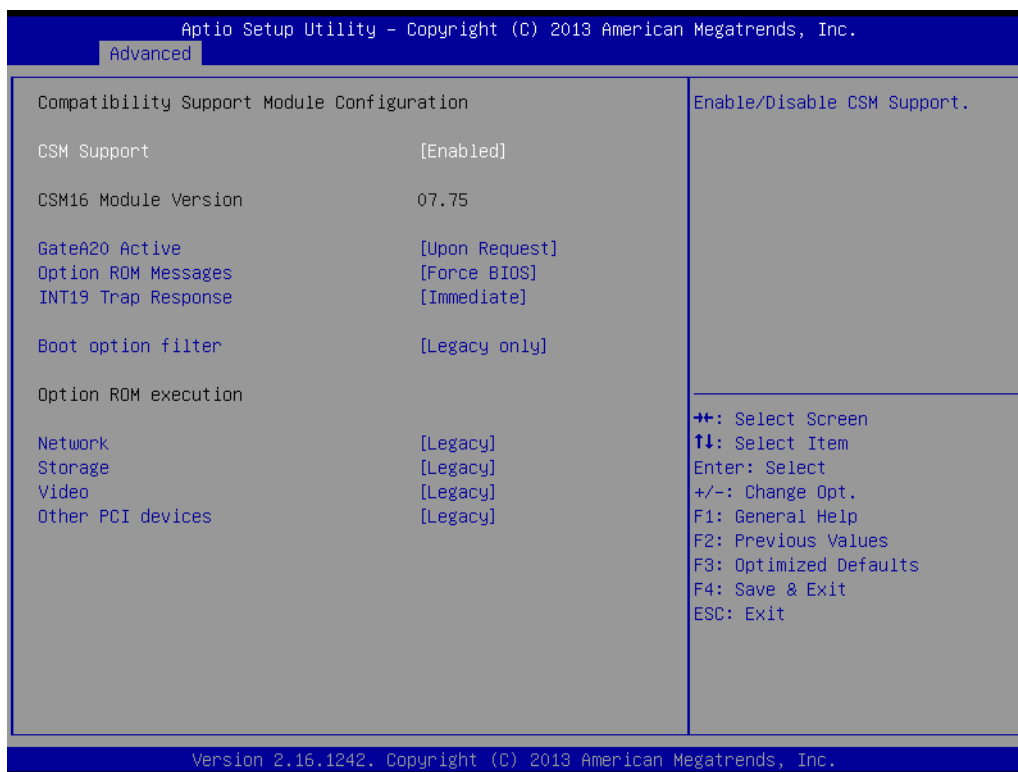 Aptio Setup Utility – Copyright (C) 2013 American Megatrends, Inc.
Advanced
Compatibility Support Module Configuration
CSM Support [Enabled]
CSM16 Module Version 07.75
GateA20 Active [Upon Request]
Option ROM Messages [Force BIOS]
INT19 Trap Response [Immediate]
Boot option filter [Legacy only]
Option ROM execution
Network [Legacy]
Storage [Legacy]
Video [Legacy]
Other PCI devices [Legacy]
Enable/Disable CSM Support.
→←: Select Screen
↑↓: Select Item
Enter: Select
+/-: Change Opt.
F1: General Help
F2: Previous Values
F3: Optimized Defaults
F4: Save & Exit
ESC: Exit
Version 2.16.1242. Copyright (C) 2013 American Megatrends, Inc.